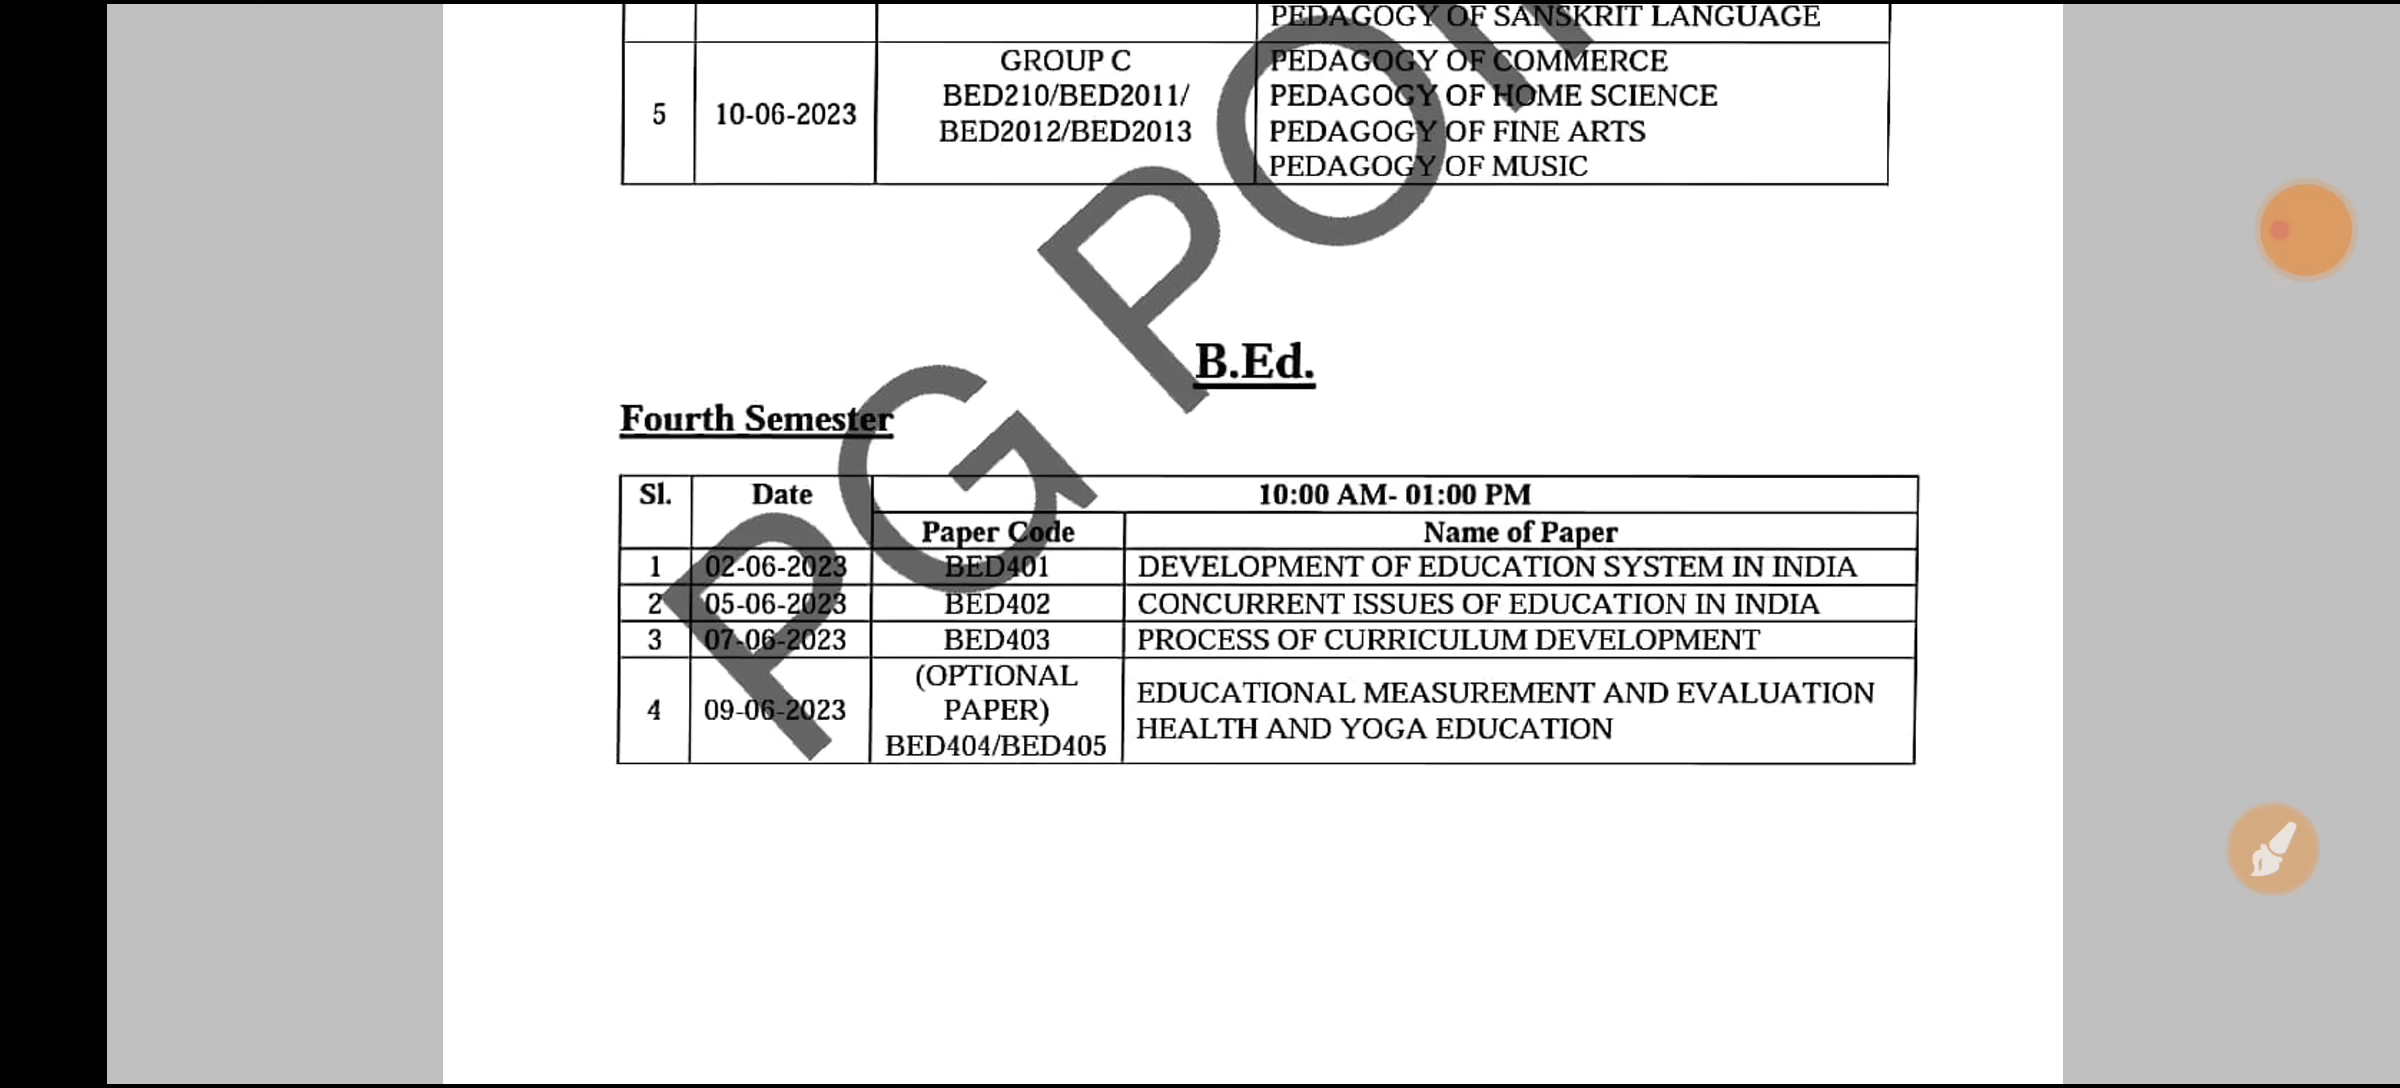 PEDAGOGY OF SANSKRIT LANGUAGE
5 10-06-2023 GROUP C
BED210/BED2011/
BED2012/BED2013
PEDAGOGY OF COMMERCE
PEDAGOGY OF HOME SCIENCE
PEDAGOGY OF FINE ARTS
PEDAGOGY OF MUSIC
B.Ed.
Fourth Semester
Sl. Date 10:00 AM- 01:00 PM
Paper Code Name of Paper
1 02-06-2023 BED401 DEVELOPMENT OF EDUCATION SYSTEM IN INDIA
2 05-06-2023 BED402 CONCURRENT ISSUES OF EDUCATION IN INDIA
3 07-06-2023 BED403 PROCESS OF CURRICULUM DEVELOPMENT
4 09-06-2023 (OPTIONAL
PAPER)
BED404/BED405
EDUCATIONAL MEASUREMENT AND EVALUATION
HEALTH AND YOGA EDUCATION
PG